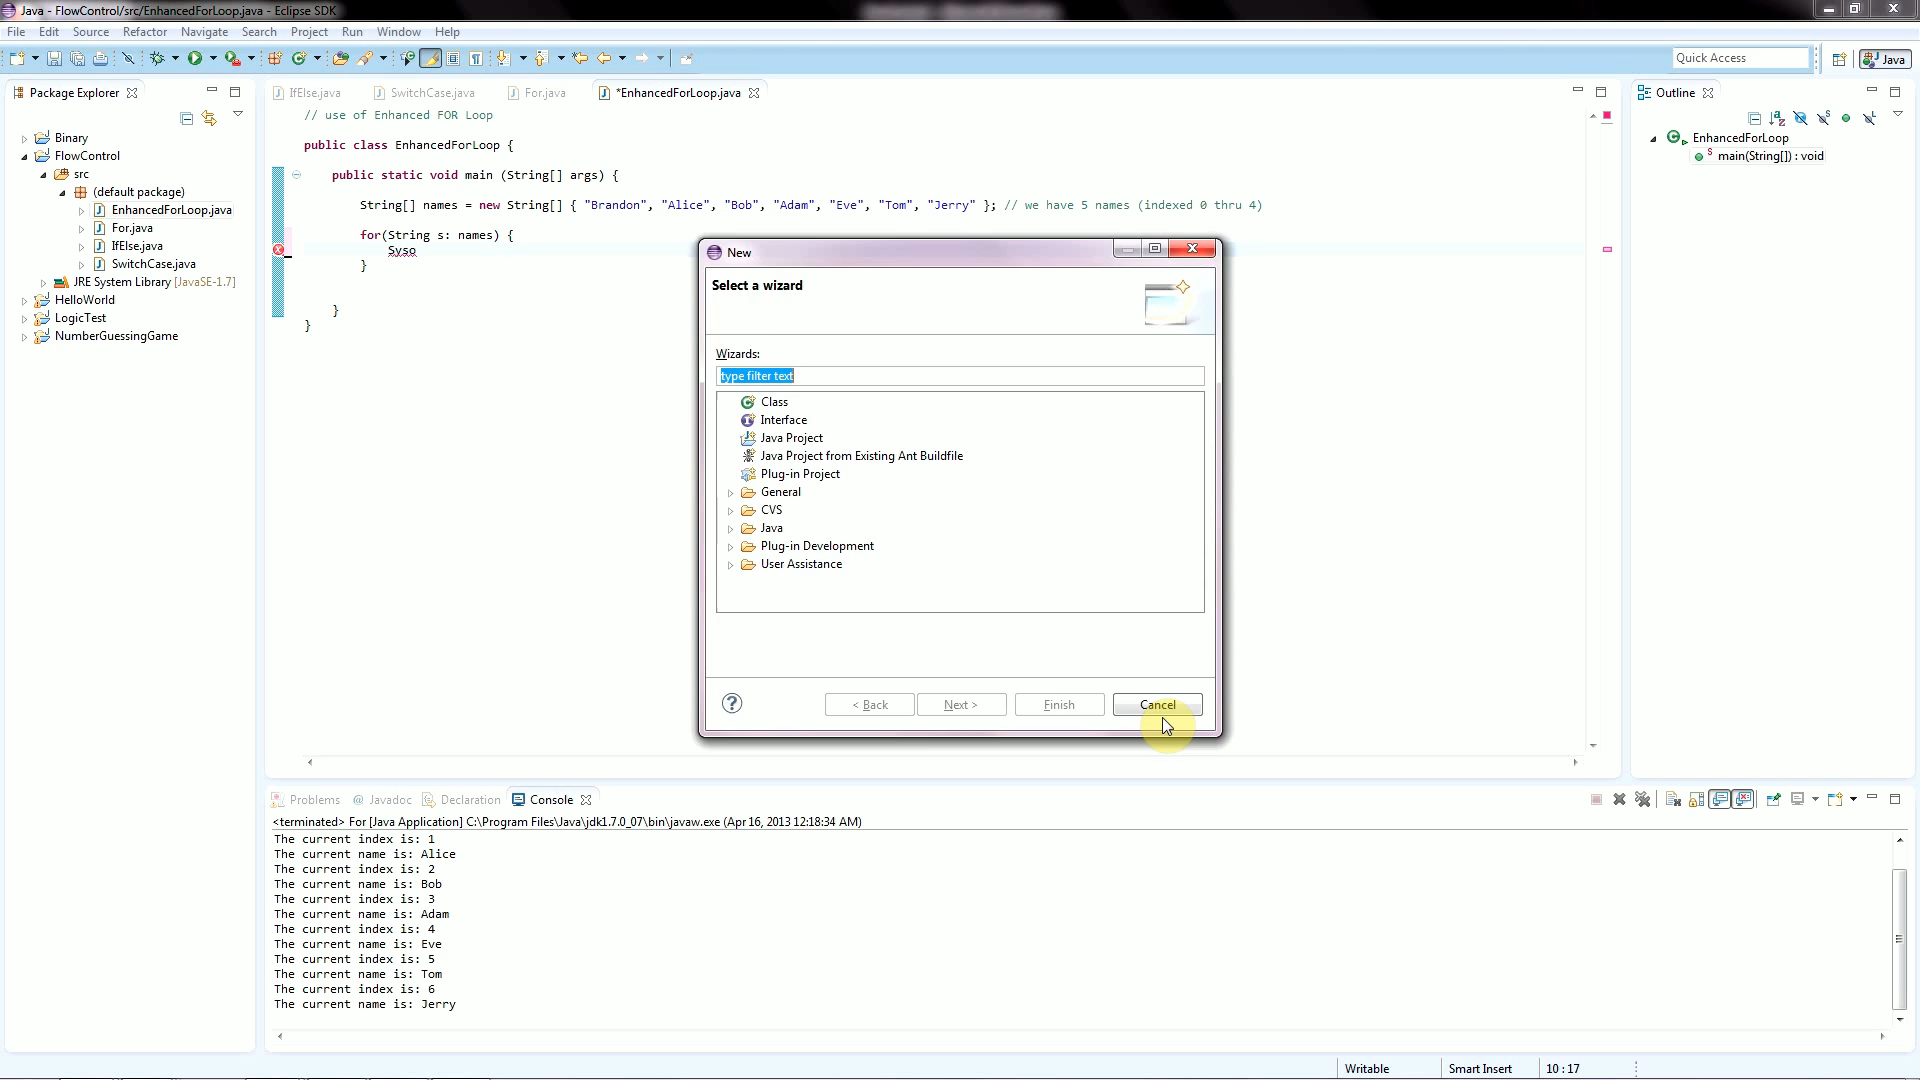 Java - FlowControl/src/EnhancedForLoop.java - Eclipse SDK
File Edit Source Refactor Navigate Search Project Run Window Help
Quick Access
Java
Package Explorer
Binary
FlowControl
src
(default package)
EnhancedForLoop.java
For.java
IfElse.java
SwitchCase.java
JRE System Library [JavaSE-1.7]
HelloWorld
LogicTest
NumberGuessingGame
IfElse.java SwitchCase.java For.java *EnhancedForLoop.java
// use of Enhanced FOR Loop
public class EnhancedForLoop {
public static void main (String[] args) {
String[] names = new String[] { "Brandon", "Alice", "Bob", "Adam", "Eve", "Tom", "Jerry" }; // we have 5 names (indexed 0 thru 4)
for(String s: names) {
Syso
}
}
}
New
Select a wizard
Wizards:
type filter text
Class
Interface
Java Project
Java Project from Existing Ant Buildfile
Plug-in Project
General
CVS
Java
Plug-in Development
User Assistance
? < Back Next > Finish Cancel
Outline
EnhancedForLoop
main(String[]) : void
Problems @ Javadoc Declaration Console
<terminated> For [Java Application] C:\Program Files\Java\jdk1.7.0_07\bin\javaw.exe (Apr 16, 2013 12:18:34 AM)
The current index is: 1
The current name is: Alice
The current index is: 2
The current name is: Bob
The current index is: 3
The current name is: Adam
The current index is: 4
The current name is: Eve
The current index is: 5
The current name is: Tom
The current index is: 6
The current name is: Jerry
Writable Smart Insert 10 : 17